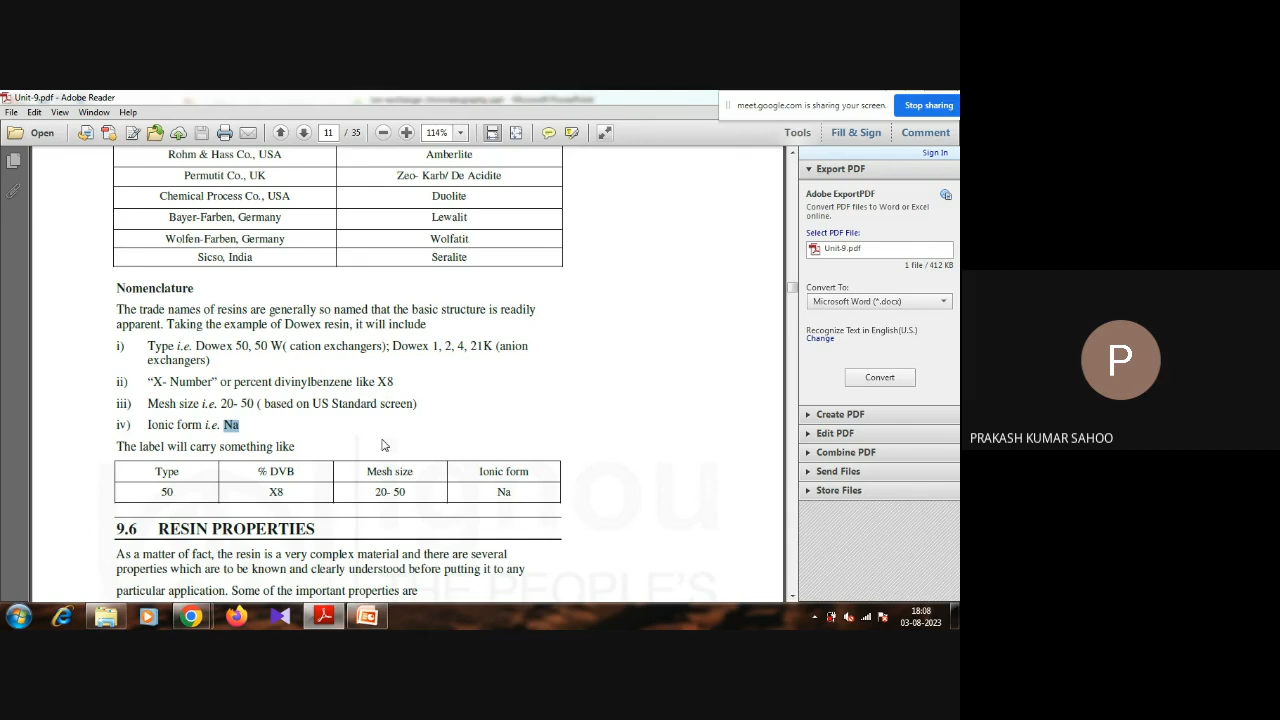 Unit-9.pdf - Adobe Reader
File Edit View Window Help
meet.google.com is sharing your screen. Stop sharing
Open 11 / 35 114% Tools Fill & Sign Comment
Sign In
Rohm & Hass Co., USA Amberlite
Permutit Co., UK Zeo- Karb/ De Acidite
Chemical Process Co., USA Duolite
Bayer-Farben, Germany Lewalit
Wolfen-Farben, Germany Wolfatit
Sicso, India Seralite
Nomenclature
The trade names of resins are generally so named that the basic structure is readily
apparent. Taking the example of Dowex resin, it will include
i) Type i.e. Dowex 50, 50 W( cation exchangers); Dowex 1, 2, 4, 21K (anion
exchangers)
ii) “X- Number” or percent divinylbenzene like X8
iii) Mesh size i.e. 20- 50 ( based on US Standard screen)
iv) Ionic form i.e. Na
The label will carry something like
Type % DVB Mesh size Ionic form
50 X8 20- 50 Na
9.6 RESIN PROPERTIES
As a matter of fact, the resin is a very complex material and there are several
properties which are to be known and clearly understood before putting it to any
particular application. Some of the important properties are
ignou
THE PEOPLE'S
Export PDF
Adobe ExportPDF
Convert PDF files to Word or Excel
online.
Select PDF File:
Unit-9.pdf
1 file / 412 KB
Convert To:
Microsoft Word (*.docx)
Recognize Text in English(U.S.)
Change
Convert
Create PDF
Edit PDF
Combine PDF
Send Files
Store Files
18:08
03-08-2023
P
PRAKASH KUMAR SAHOO